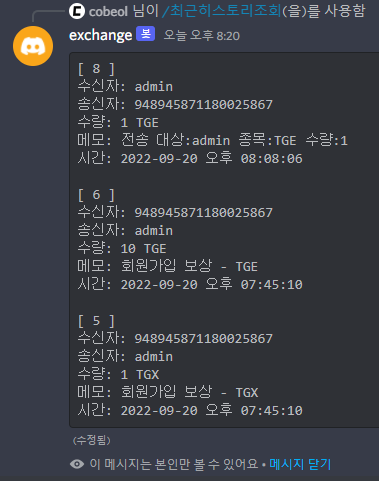 cobeol 님이 /최근히스토리조회(을)를 사용함
exchange 봇 오늘 오후 8:20
[ 8 ]
수신자: admin
송신자: 948945871180025867
수량: 1 TGE
메모: 전송 대상:admin 종목:TGE 수량:1
시간: 2022-09-20 오후 08:08:06
[ 6 ]
수신자: 948945871180025867
송신자: admin
수량: 10 TGE
메모: 회원가입 보상 - TGE
시간: 2022-09-20 오후 07:45:10
[ 5 ]
수신자: 948945871180025867
송신자: admin
수량: 1 TGX
메모: 회원가입 보상 - TGX
시간: 2022-09-20 오후 07:45:10
(수정됨)
이 메시지는 본인만 볼 수 있어요 • 메시지 닫기